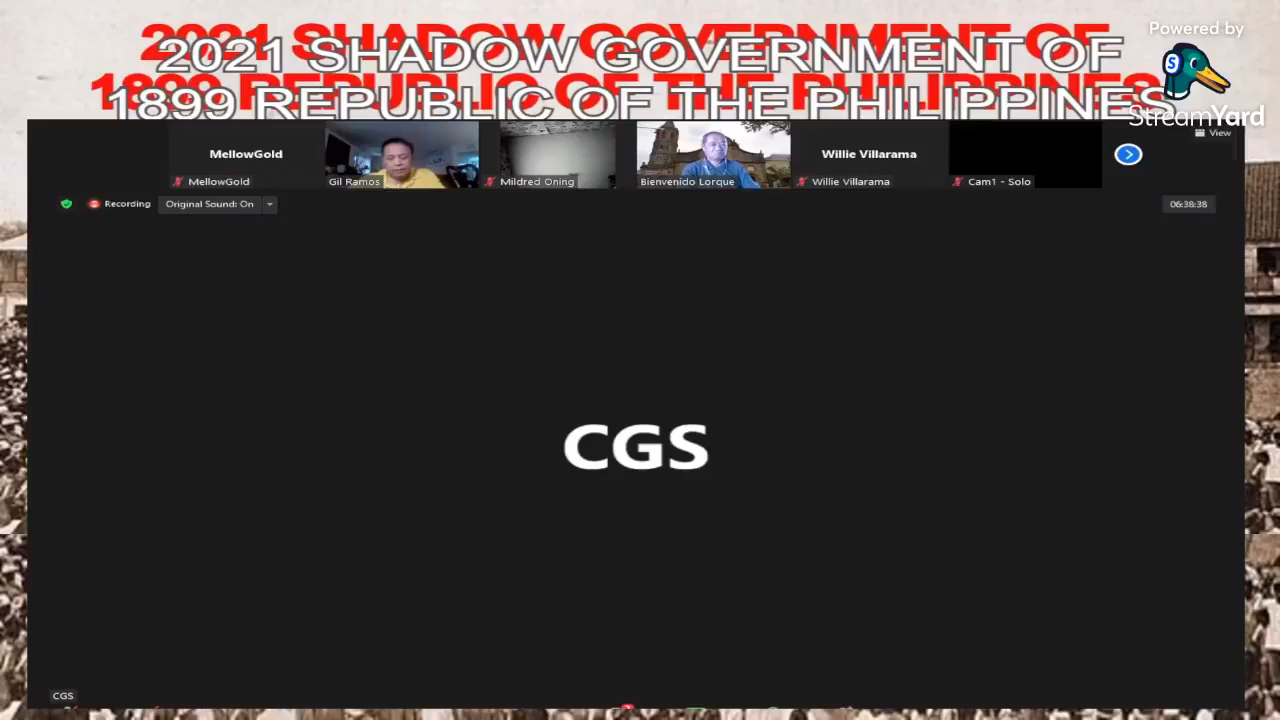 2021 SHADOW GOVERNMENT OF
1899 REPUBLIC OF THE PHILIPPINES
Powered by
StreamYard
View
MellowGold
Willie Villarama
MellowGold
Gil Ramos
Mildred Oning
Bienvenido Lorque
Willie Villarama
Cam1 - Solo
Recording
Original Sound: On
06:38:38
CGS
CGS